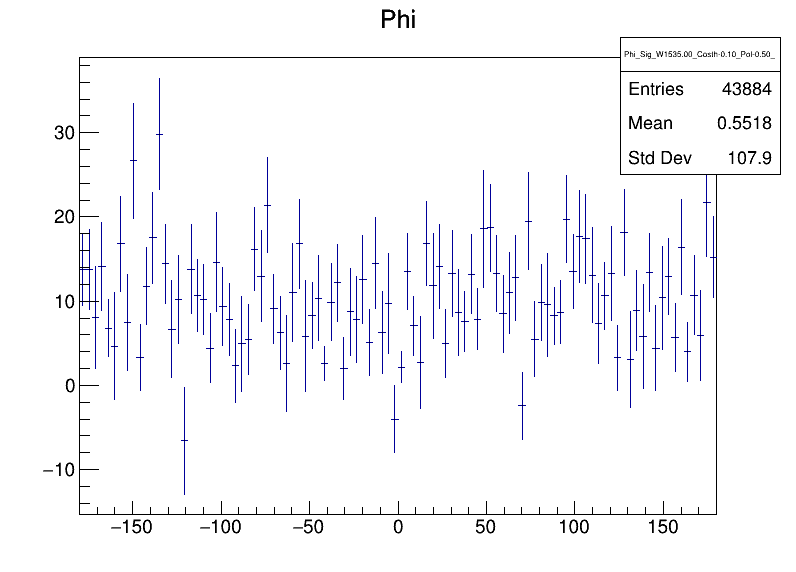 Phi
Phi_Sig_W1535.00_Costh-0.10_Pol-0.50_
Entries 43884
Mean 0.5518
Std Dev 107.9
30
20
10
0
−10
−150 −100 −50 0 50 100 150